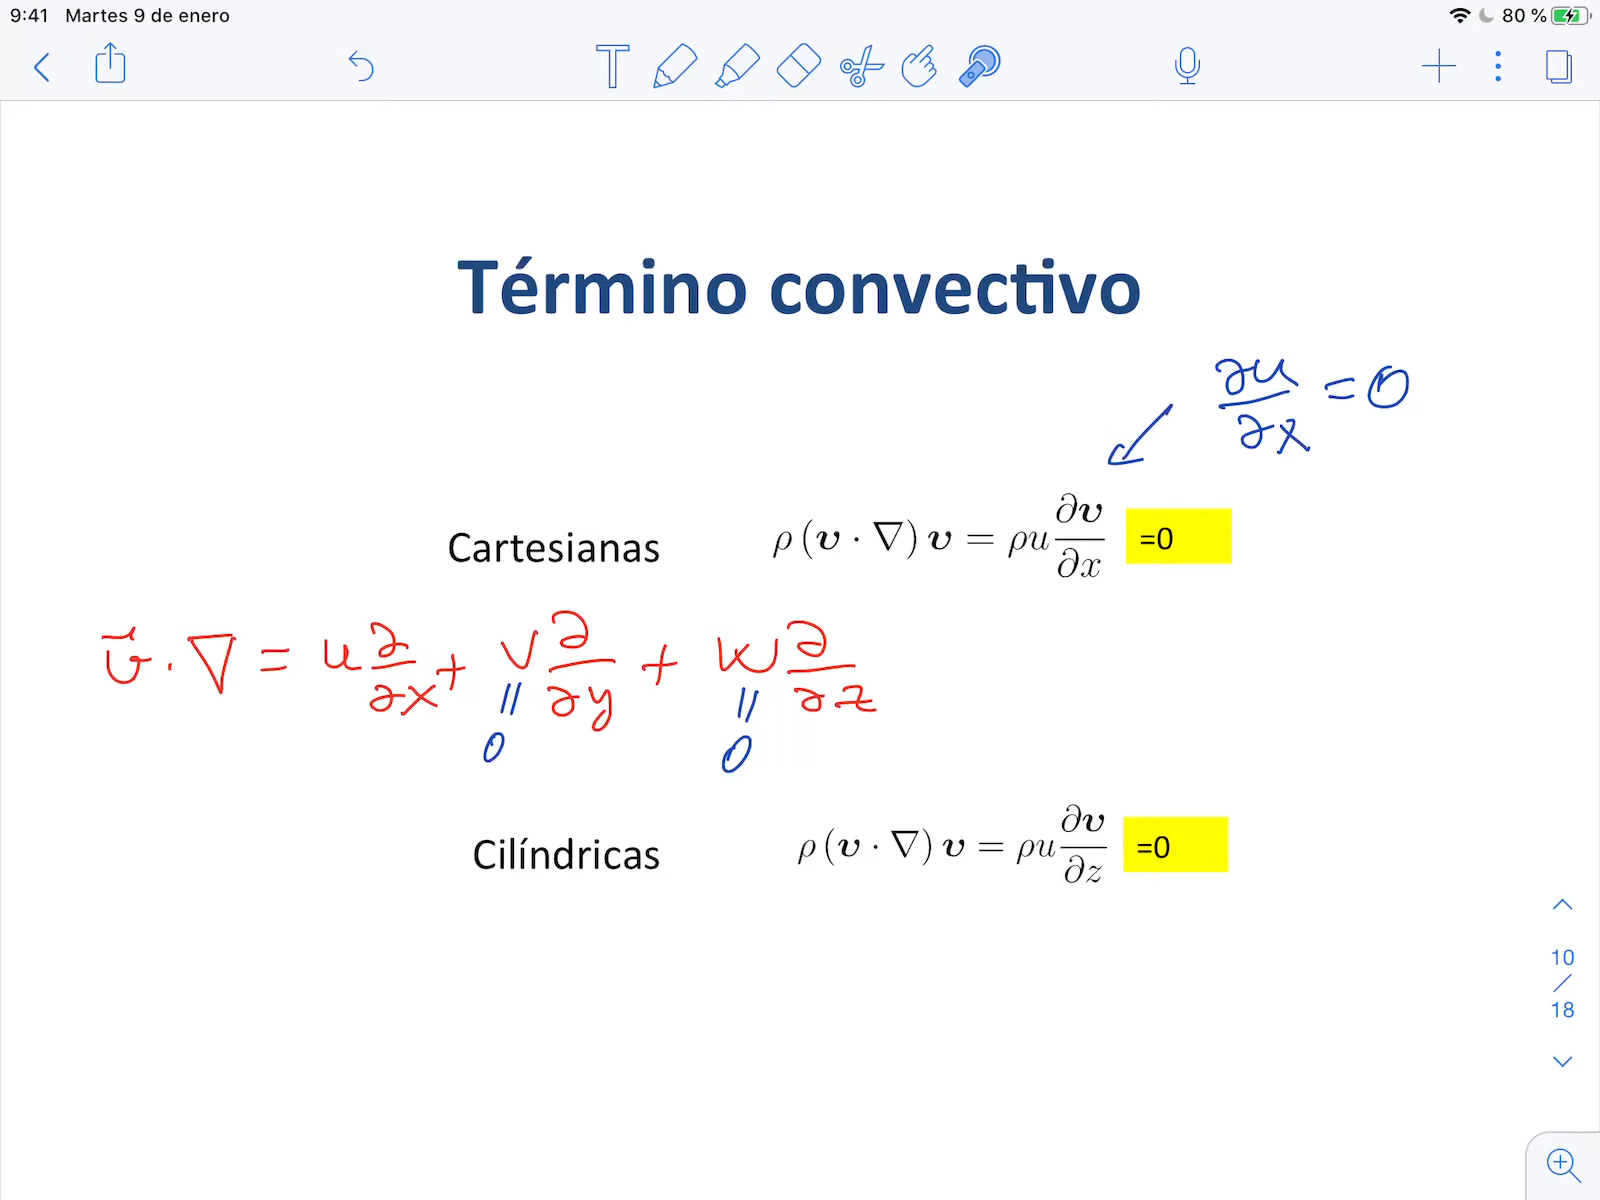 9:41 Martes 9 de enero 80 %
Término convectivo
∂u/∂x = 0
Cartesianas ρ(v · ∇)v = ρu ∂v/∂x =0
v⃗ · ∇ = u ∂/∂x + v ∂/∂y + w ∂/∂z
|| ||
0 0
Cilíndricas ρ(v · ∇)v = ρu ∂v/∂z =0
10
/
18